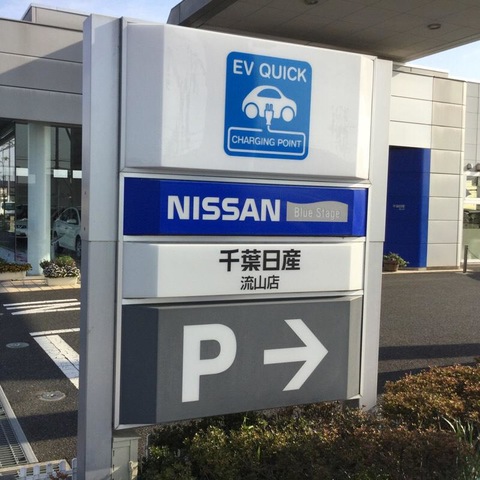 EV QUICK
CHARGING POINT
NISSAN Blue Stage
千葉日産
流山店
P →